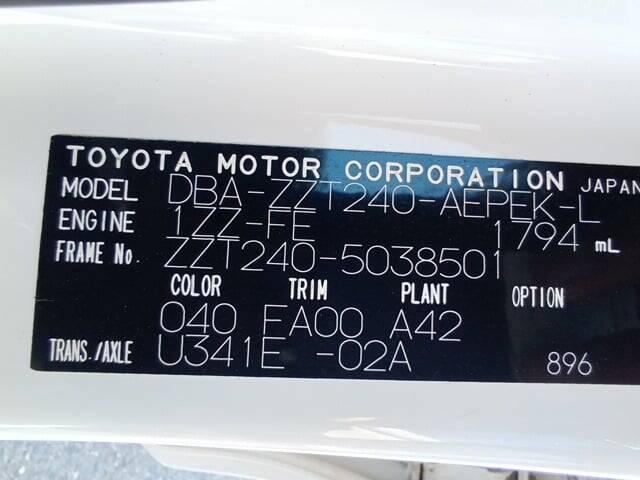 TOYOTA MOTOR CORPORATION JAPAN
MODEL DBA-ZZT240-AEPEK-L
ENGINE 1ZZ-FE 1794 mL
FRAME No. ZZT240-5038501
COLOR TRIM PLANT OPTION
040 FA00 A42
TRANS./AXLE U341E -02A 896